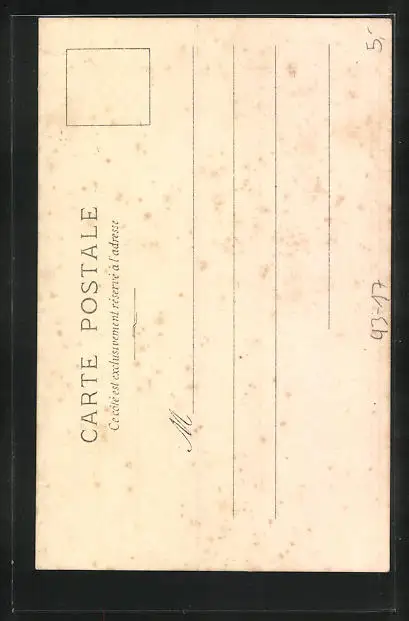 CARTE POSTALE
Ce côté est exclusivement réservé à l'adresse
M
5,-
93-17